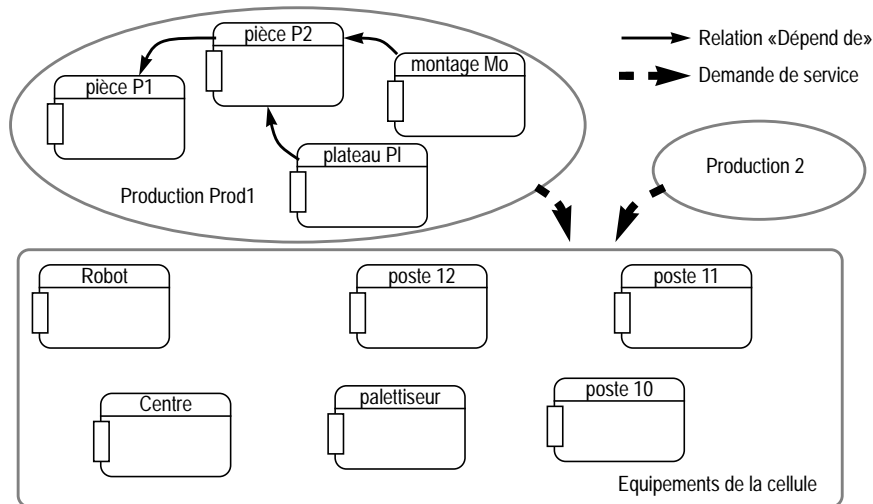 pièce P2
Relation «Dépend de»
montage Mo
Demande de service
pièce P1
plateau Pl
Production Prod1
Production 2
Robot
poste 12
poste 11
Centre
palettiseur
poste 10
Equipements de la cellule